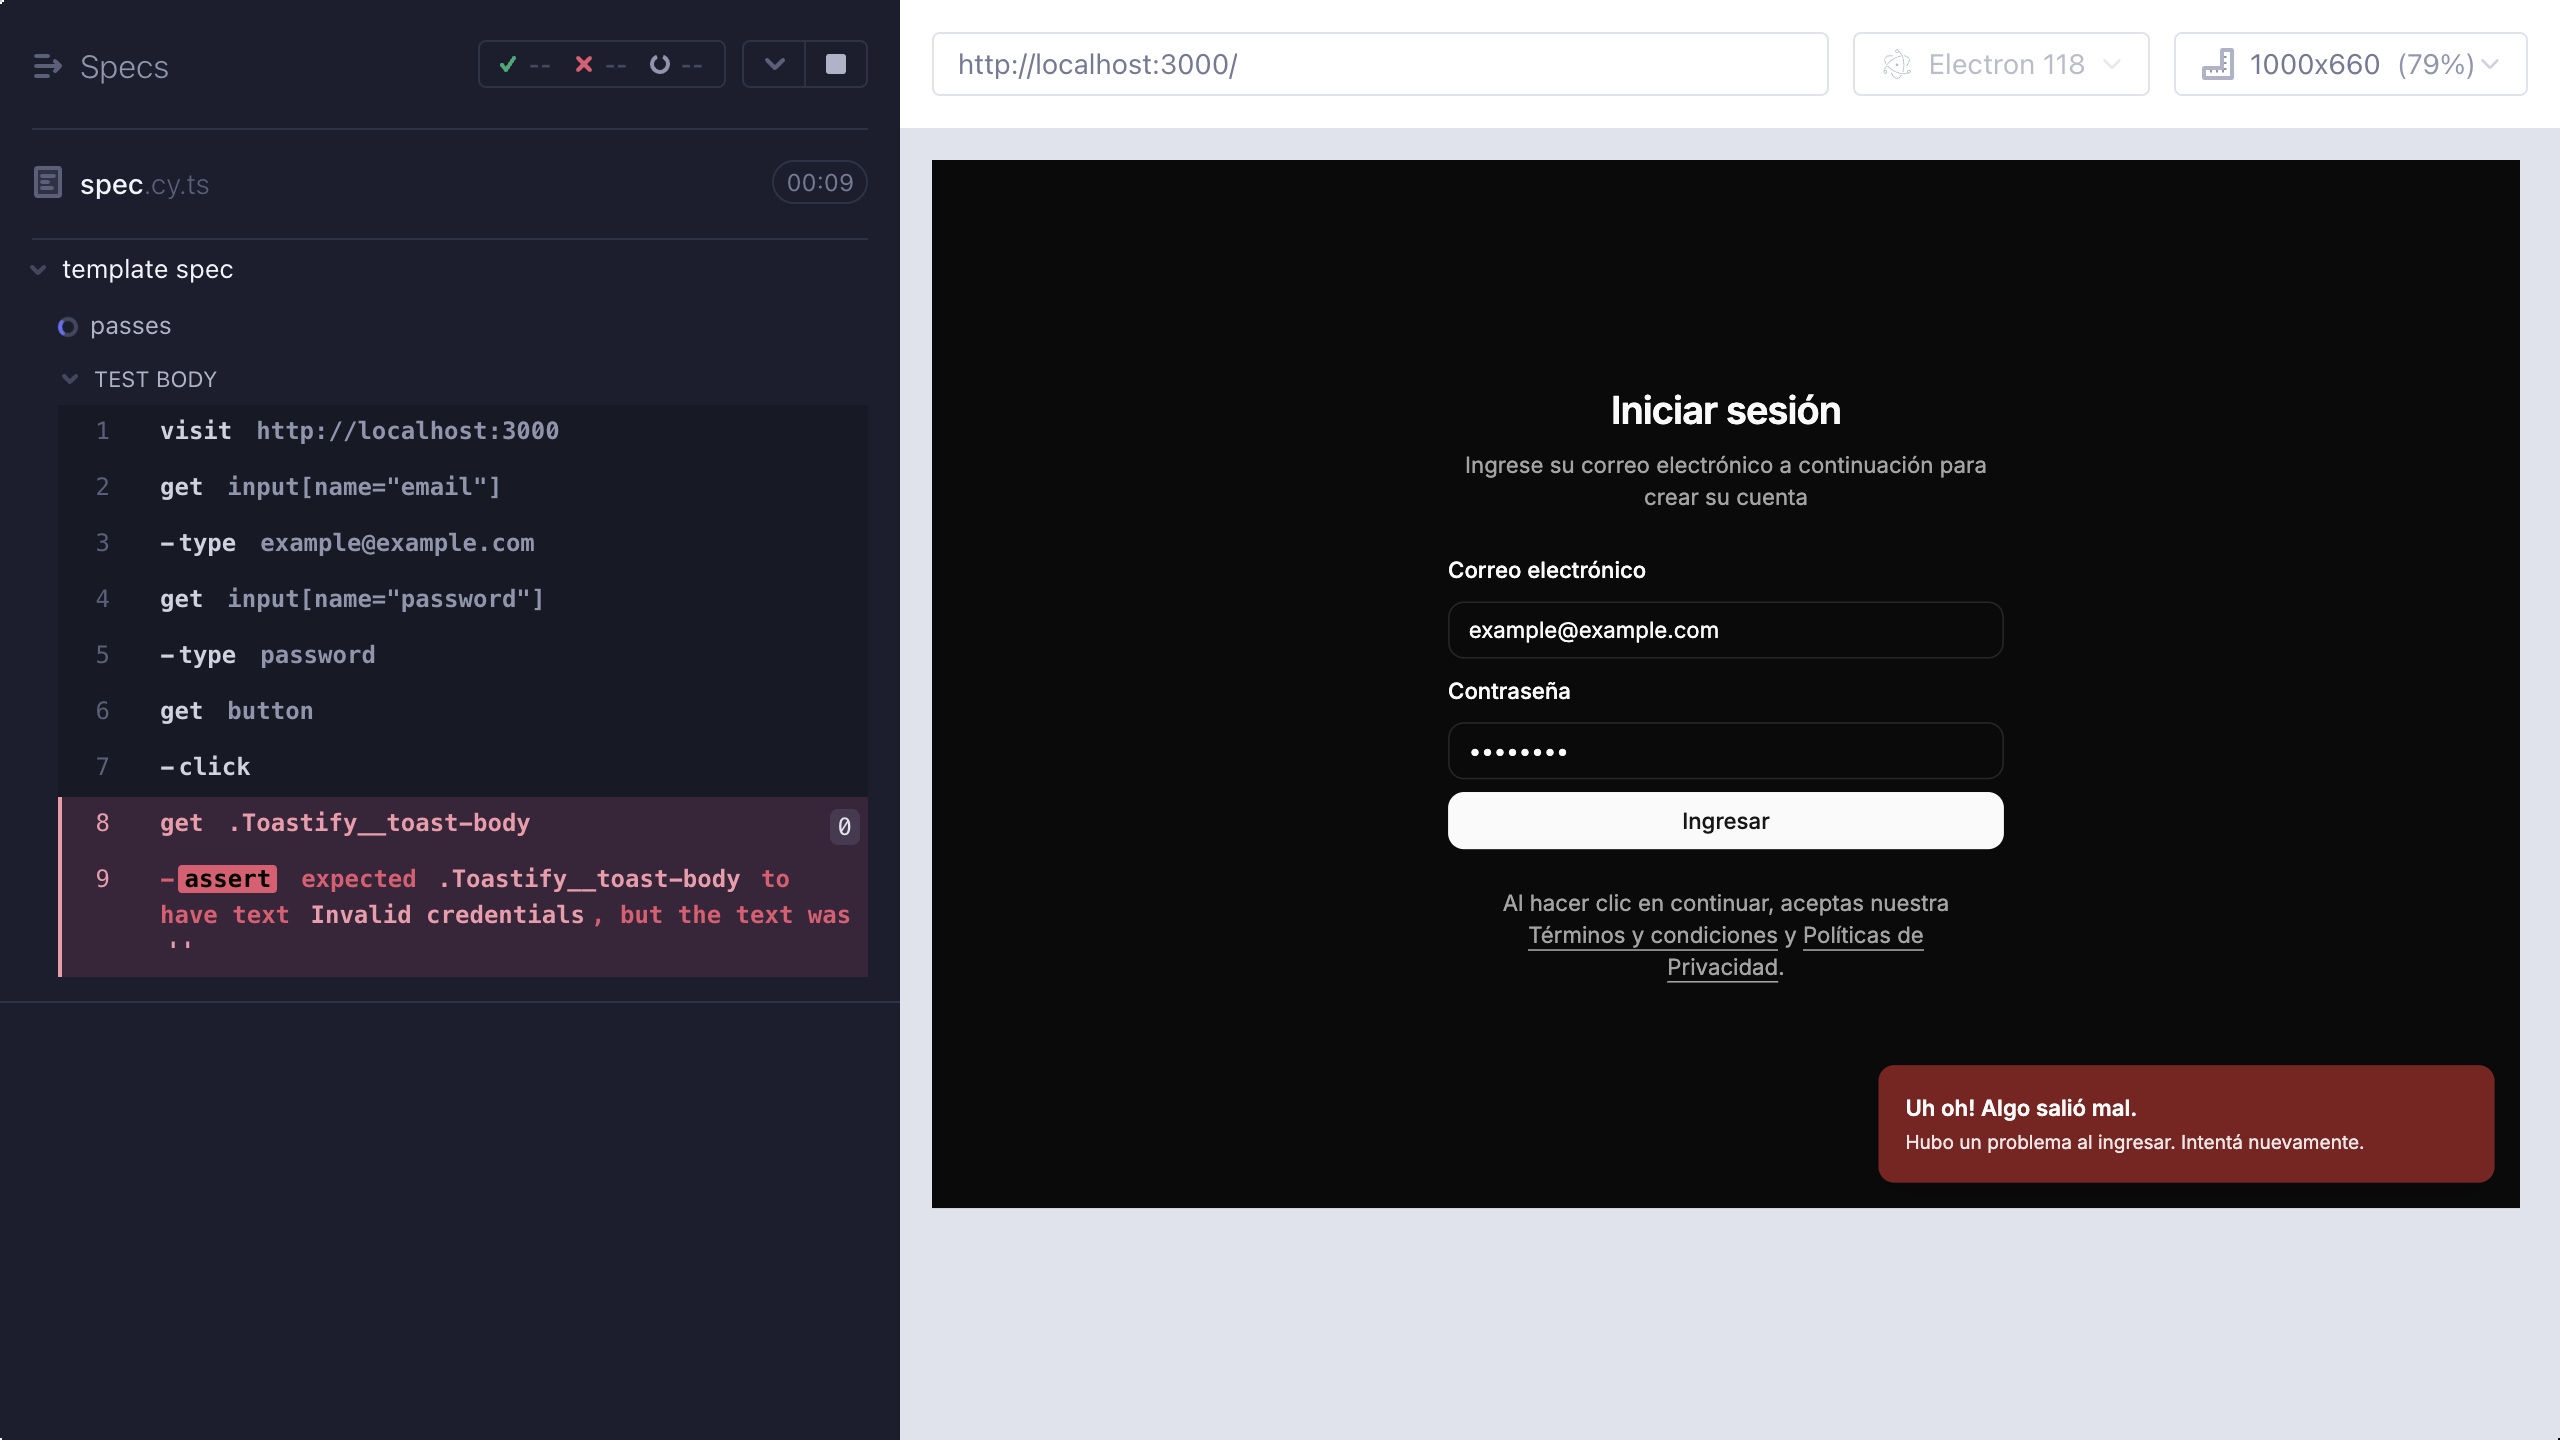 Specs
-- -- --
spec.cy.ts
00:09
template spec
passes
TEST BODY
1 visit http://localhost:3000
2 get input[name="email"]
3 -type example@example.com
4 get input[name="password"]
5 -type password
6 get button
7 -click
8 get .Toastify__toast-body 0
9 -assert expected .Toastify__toast-body to
have text Invalid credentials, but the text was
''
http://localhost:3000/
Electron 118
1000x660 (79%)
Iniciar sesión
Ingrese su correo electrónico a continuación para
crear su cuenta
Correo electrónico
example@example.com
Contraseña
••••••••
Ingresar
Al hacer clic en continuar, aceptas nuestra
Términos y condiciones y Políticas de
Privacidad.
Uh oh! Algo salió mal.
Hubo un problema al ingresar. Intentá nuevamente.